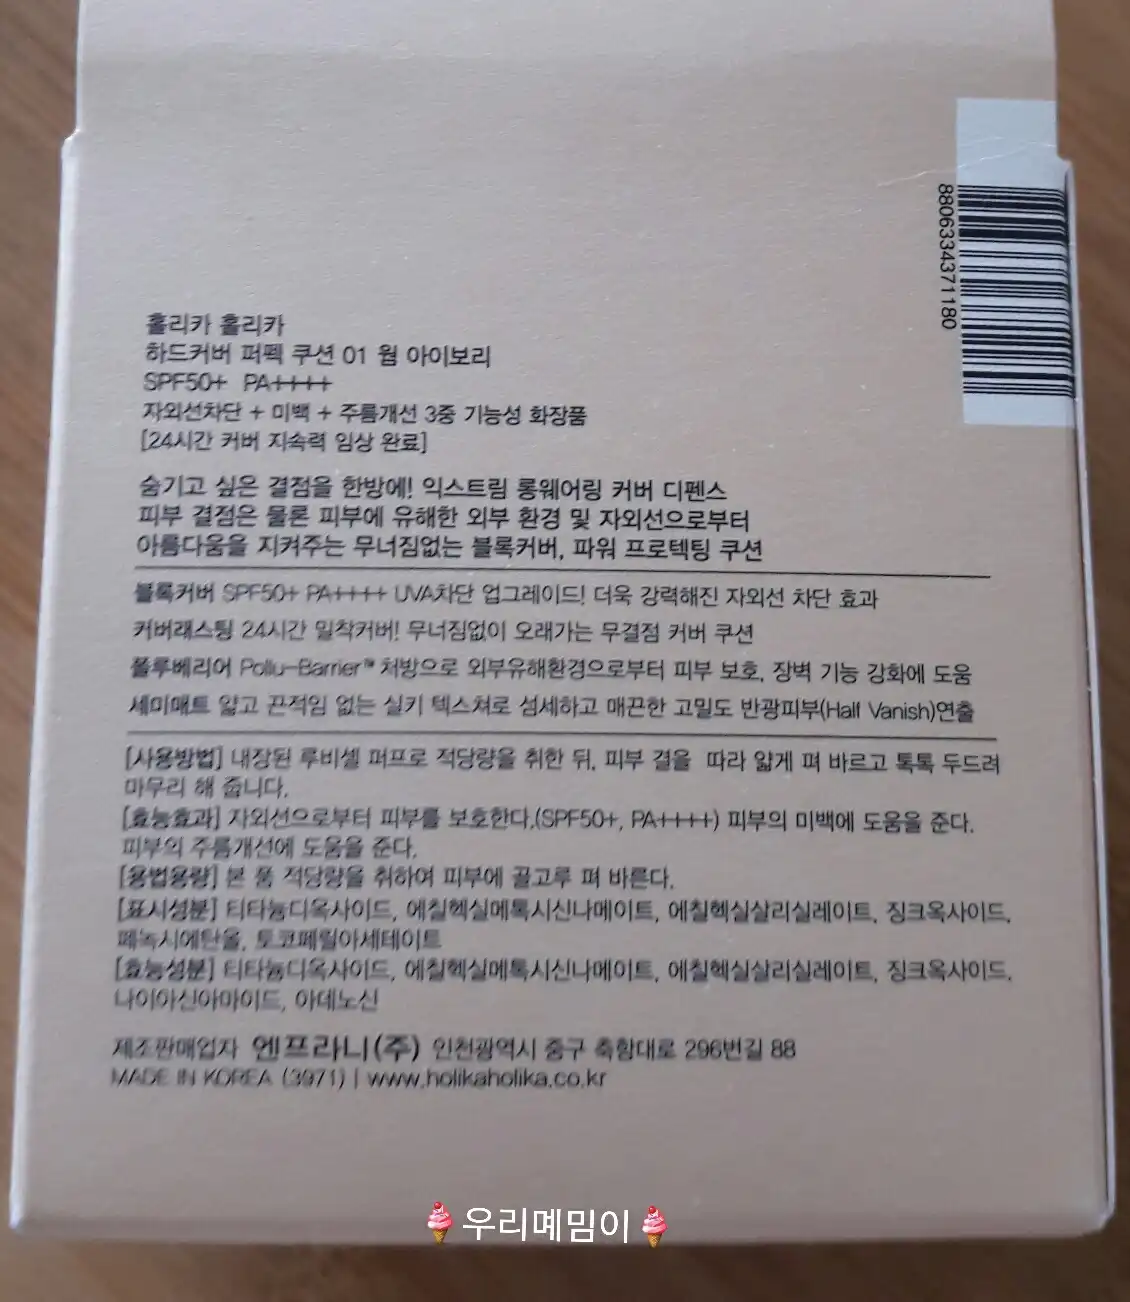 8806334371180
홀리카 홀리카
하드커버 퍼펙 쿠션 01 웜 아이보리
SPF50+ PA++++
자외선차단 + 미백 + 주름개선 3중 기능성 화장품
[24시간 커버 지속력 임상 완료]
숨기고 싶은 결점을 한방에! 익스트림 롱웨어링 커버 디펜스
피부 결점은 물론 피부에 유해한 외부 환경 및 자외선으로부터
아름다움을 지켜주는 무너짐없는 블록커버, 파워 프로텍팅 쿠션
블록커버 SPF50+ PA++++ UVA차단 업그레이드! 더욱 강력해진 자외선 차단 효과
커버래스팅 24시간 밀착커버! 무너짐없이 오래가는 무결점 커버 쿠션
폴루베리어 Pollu-Barrier™ 처방으로 외부유해환경으로부터 피부 보호, 장벽 기능 강화에 도움
세미매트 얇고 끈적임 없는 실키 텍스쳐로 섬세하고 매끈한 고밀도 반광피부(Half Vanish)연출
[사용방법] 내장된 루비셀 퍼프로 적당량을 취한 뒤, 피부 결을 따라 얇게 펴 바르고 톡톡 두드려
마무리 해 줍니다.
[효능효과] 자외선으로부터 피부를 보호한다.(SPF50+, PA++++) 피부의 미백에 도움을 준다.
피부의 주름개선에 도움을 준다.
[용법용량] 본 품 적당량을 취하여 피부에 골고루 펴 바른다.
[표시성분] 티타늄디옥사이드, 에칠헥실메톡시신나메이트, 에칠헥실살리실레이트, 징크옥사이드,
페녹시에탄올, 토코페릴아세테이트
[효능성분] 티타늄디옥사이드, 에칠헥실메톡시신나메이트, 에칠헥실살리실레이트, 징크옥사이드,
나이아신아마이드, 아데노신
제조판매업자 엔프라니(주) 인천광역시 중구 축항대로 296번길 88
MADE IN KOREA (3971) | www.holikaholika.co.kr
우리몌밈이